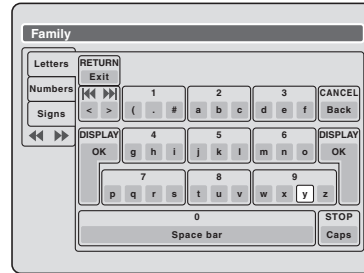 Family
Letters
Numbers
Signs
RETURN
Exit
< >
1
( . #
2
a b c
3
d e f
CANCEL
Back
DISPLAY
OK
4
g h i
5
j k l
6
m n o
DISPLAY
OK
7
p q r s
8
t u v
9
w x y z
0
Space bar
STOP
Caps